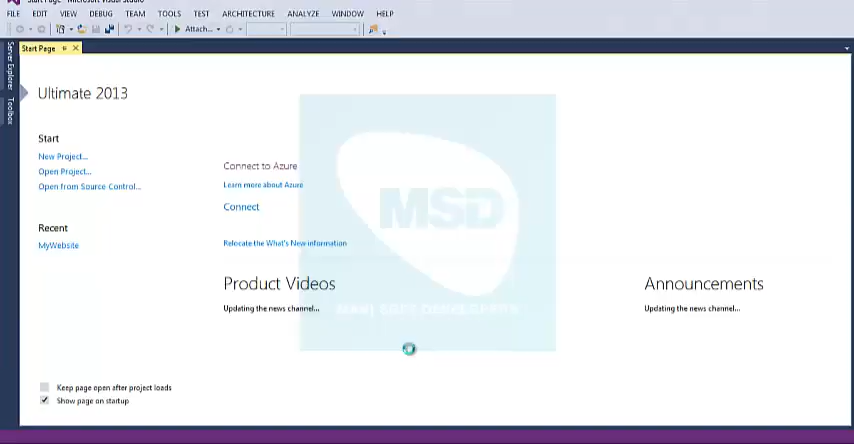 Start Page - Microsoft Visual Studio
FILE EDIT VIEW DEBUG TEAM TOOLS TEST ARCHITECTURE ANALYZE WINDOW HELP
Attach...
Start Page
Server Explorer
Toolbox
Ultimate 2013
Start
New Project...
Open Project...
Open from Source Control...
Recent
MyWebsite
Connect to Azure
Learn more about Azure
Connect
Relocate the What's New information
Product Videos
Updating the news channel...
Announcements
Updating the news channel...
MSD
SOFT DEVELOPERS
Keep page open after project loads
Show page on startup